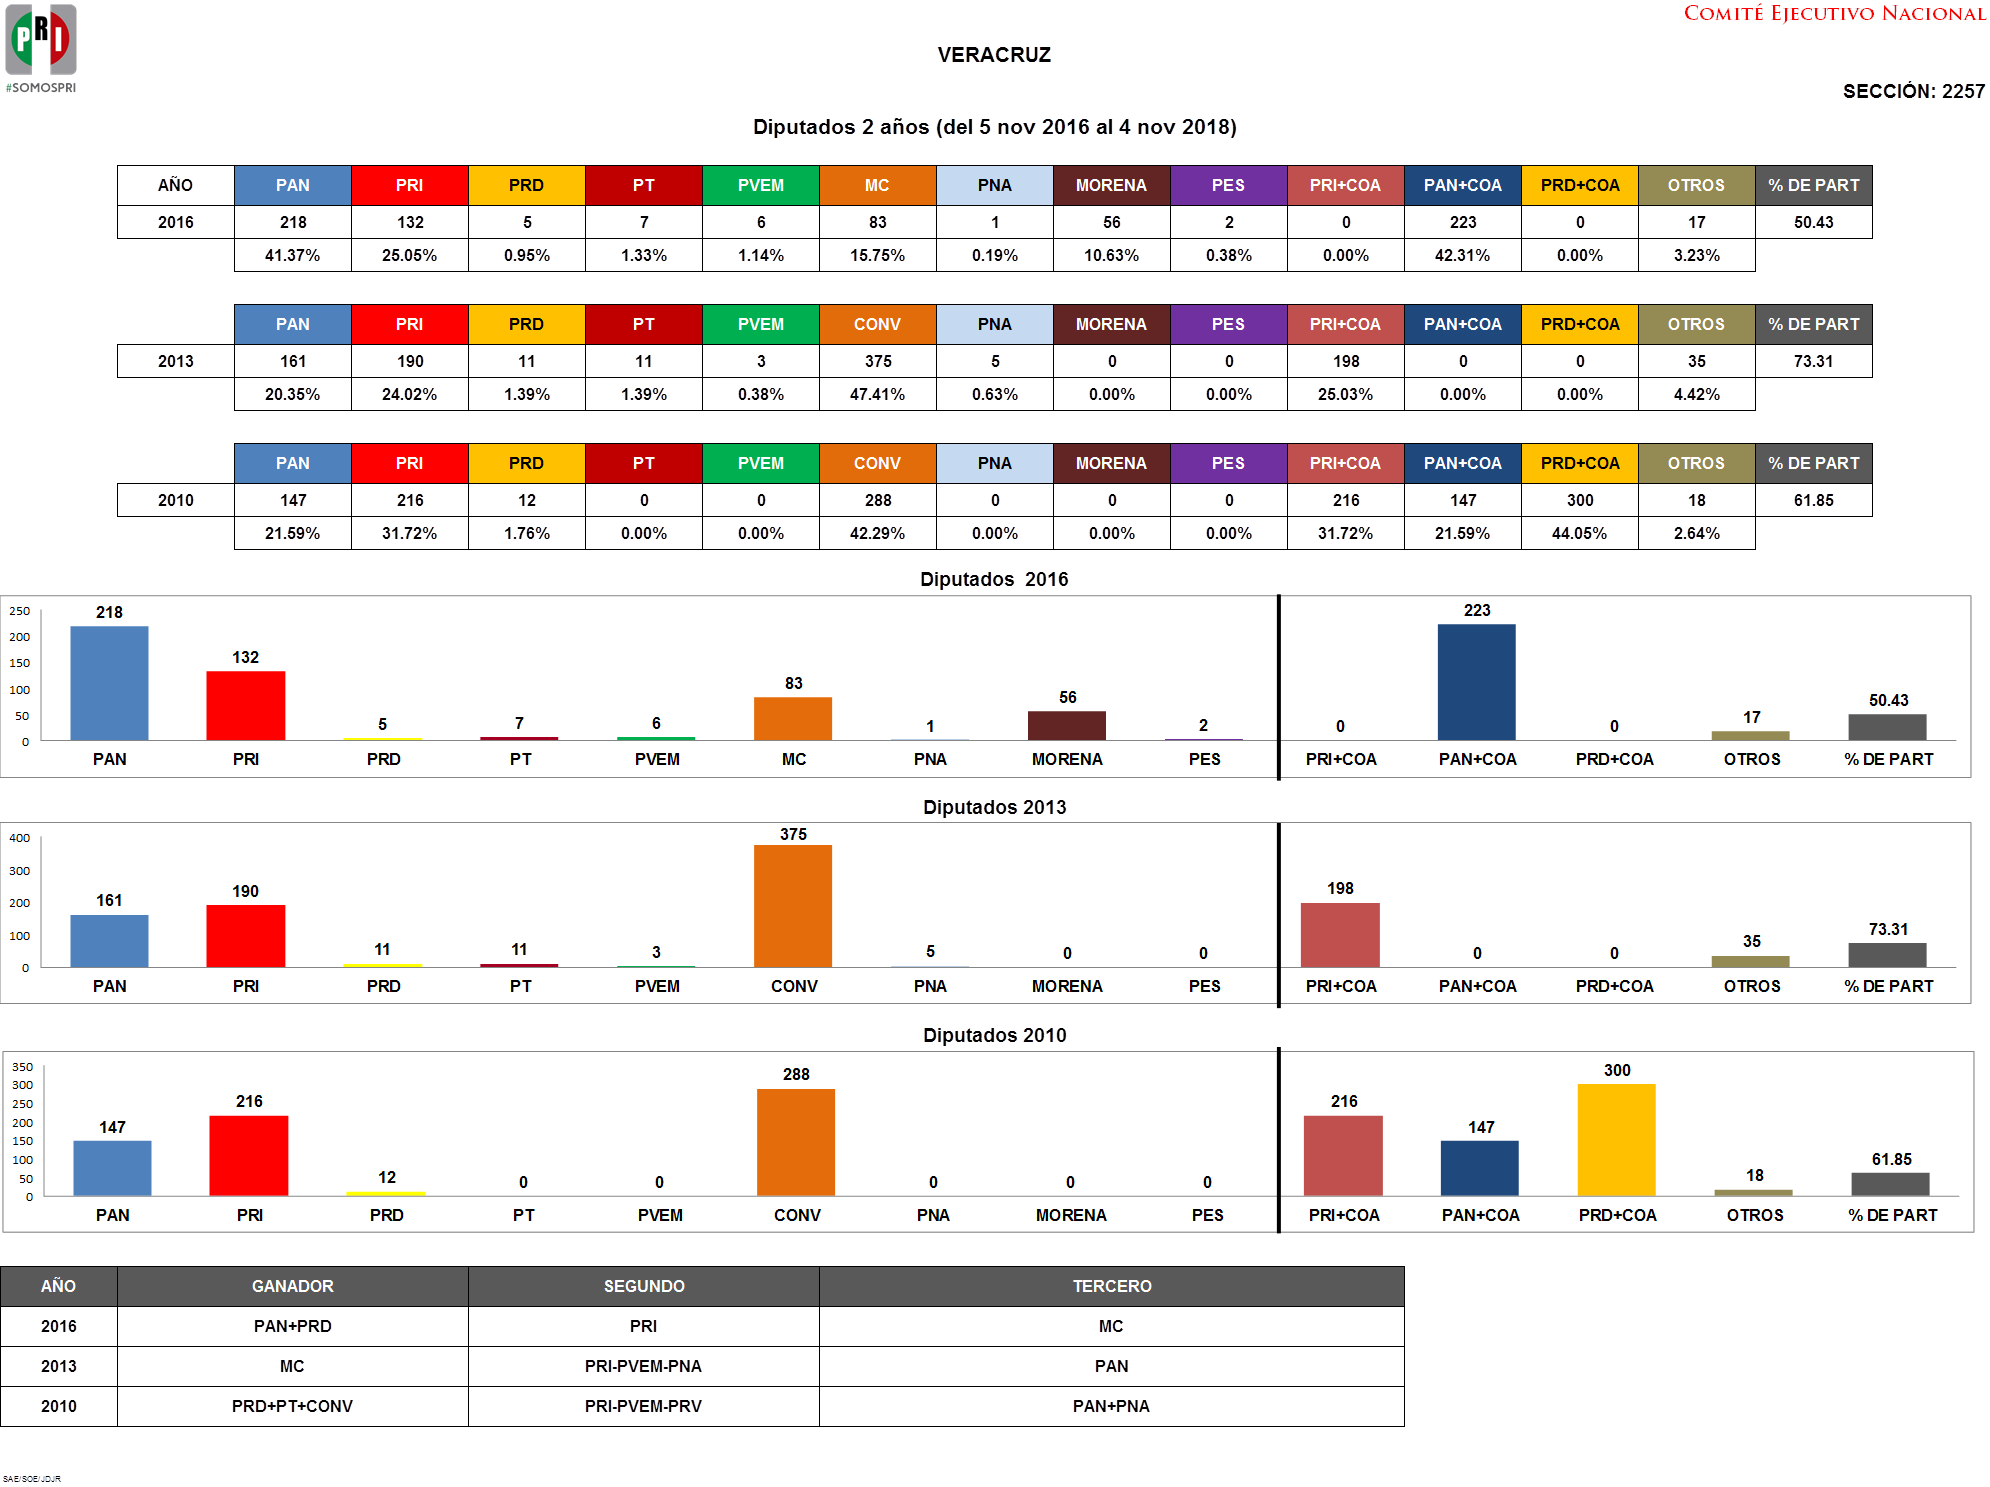 PRI
#SOMOSPRI
COMITÉ EJECUTIVO NACIONAL
VERACRUZ
SECCIÓN: 2257
Diputados 2 años (del 5 nov 2016 al 4 nov 2018)
AÑO PAN PRI PRD PT PVEM MC PNA MORENA PES PRI+COA PAN+COA PRD+COA OTROS % DE PART
2016 218 132 5 7 6 83 1 56 2 0 223 0 17 50.43
41.37% 25.05% 0.95% 1.33% 1.14% 15.75% 0.19% 10.63% 0.38% 0.00% 42.31% 0.00% 3.23%
PAN PRI PRD PT PVEM CONV PNA MORENA PES PRI+COA PAN+COA PRD+COA OTROS % DE PART
2013 161 190 11 11 3 375 5 0 0 198 0 0 35 73.31
20.35% 24.02% 1.39% 1.39% 0.38% 47.41% 0.63% 0.00% 0.00% 25.03% 0.00% 0.00% 4.42%
PAN PRI PRD PT PVEM CONV PNA MORENA PES PRI+COA PAN+COA PRD+COA OTROS % DE PART
2010 147 216 12 0 0 288 0 0 0 216 147 300 18 61.85
21.59% 31.72% 1.76% 0.00% 0.00% 42.29% 0.00% 0.00% 0.00% 31.72% 21.59% 44.05% 2.64%
Diputados 2016
250
200
150
100
50
0
218 132 5 7 6 83 1 56 2 0 223 0 17 50.43
PAN PRI PRD PT PVEM MC PNA MORENA PES PRI+COA PAN+COA PRD+COA OTROS % DE PART
Diputados 2013
400
300
200
100
0
161 190 11 11 3 375 5 0 0 198 0 0 35 73.31
PAN PRI PRD PT PVEM CONV PNA MORENA PES PRI+COA PAN+COA PRD+COA OTROS % DE PART
Diputados 2010
350
300
250
200
150
100
50
0
147 216 12 0 0 288 0 0 0 216 147 300 18 61.85
PAN PRI PRD PT PVEM CONV PNA MORENA PES PRI+COA PAN+COA PRD+COA OTROS % DE PART
AÑO GANADOR SEGUNDO TERCERO
2016 PAN+PRD PRI MC
2013 MC PRI-PVEM-PNA PAN
2010 PRD+PT+CONV PRI-PVEM-PRV PAN+PNA
SAE/SOE/JDJR